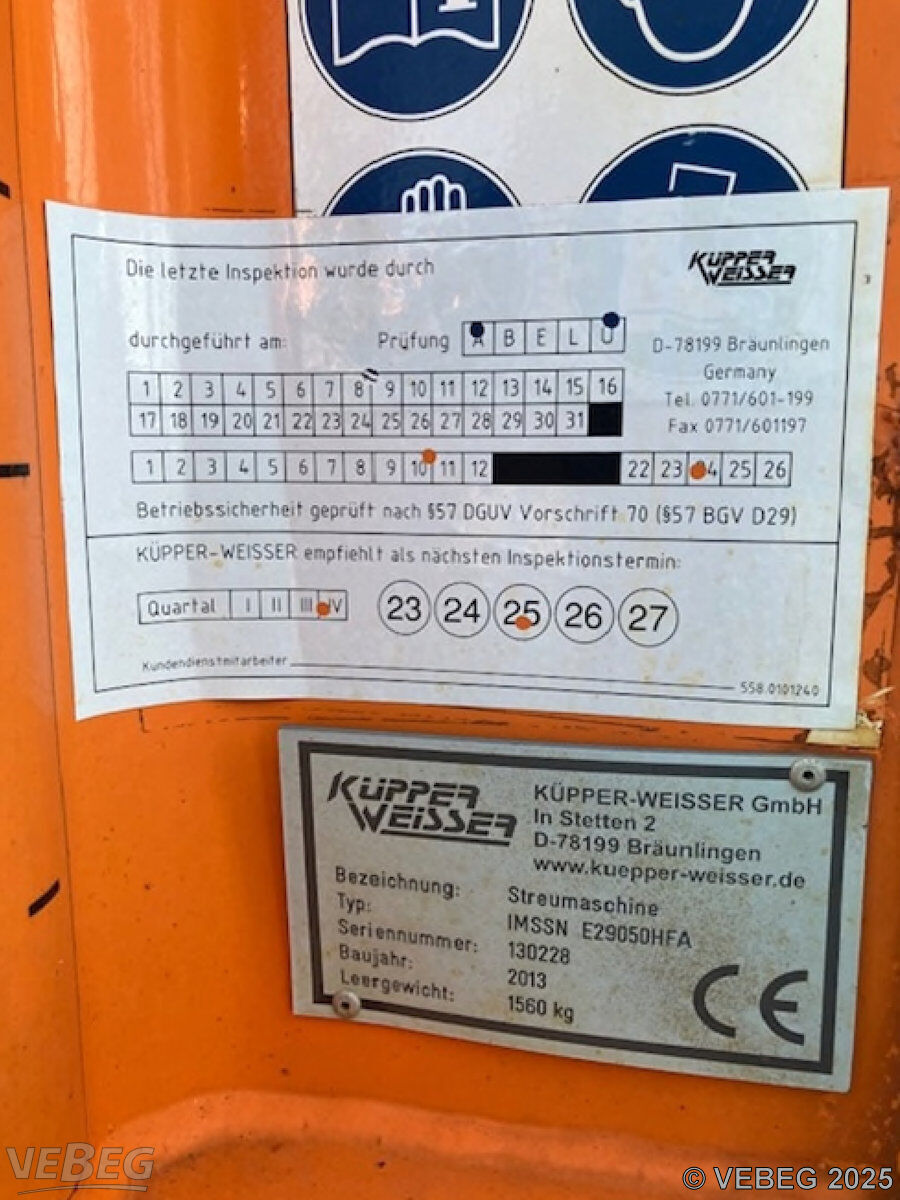 Die letzte Inspektion wurde durch
KÜPPER WEISSER
durchgeführt am:
Prüfung A B E L U
D-78199 Bräunlingen
Germany
Tel. 0771/601-199
Fax 0771/601197
1 2 3 4 5 6 7 8 9 10 11 12 13 14 15 16
17 18 19 20 21 22 23 24 25 26 27 28 29 30 31
1 2 3 4 5 6 7 8 9 10 11 12 22 23 24 25 26
Betriebssicherheit geprüft nach §57 DGUV Vorschrift 70 (§57 BGV D29)
KÜPPER-WEISSER empfiehlt als nächsten Inspektionstermin:
Quartal I II III IV 23 24 25 26 27
Kundendienstmitarbeiter
558.0101240
KÜPPER WEISSER
KÜPPER-WEISSER GmbH
In Stetten 2
D-78199 Bräunlingen
www.kuepper-weisser.de
Bezeichnung: Streumaschine
Typ: IMSSN E29050HFA
Seriennummer: 130228
Baujahr: 2013
Leergewicht: 1560 kg
CE
VEBEG
© VEBEG 2025